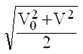 √((V₀² + V²)/2)